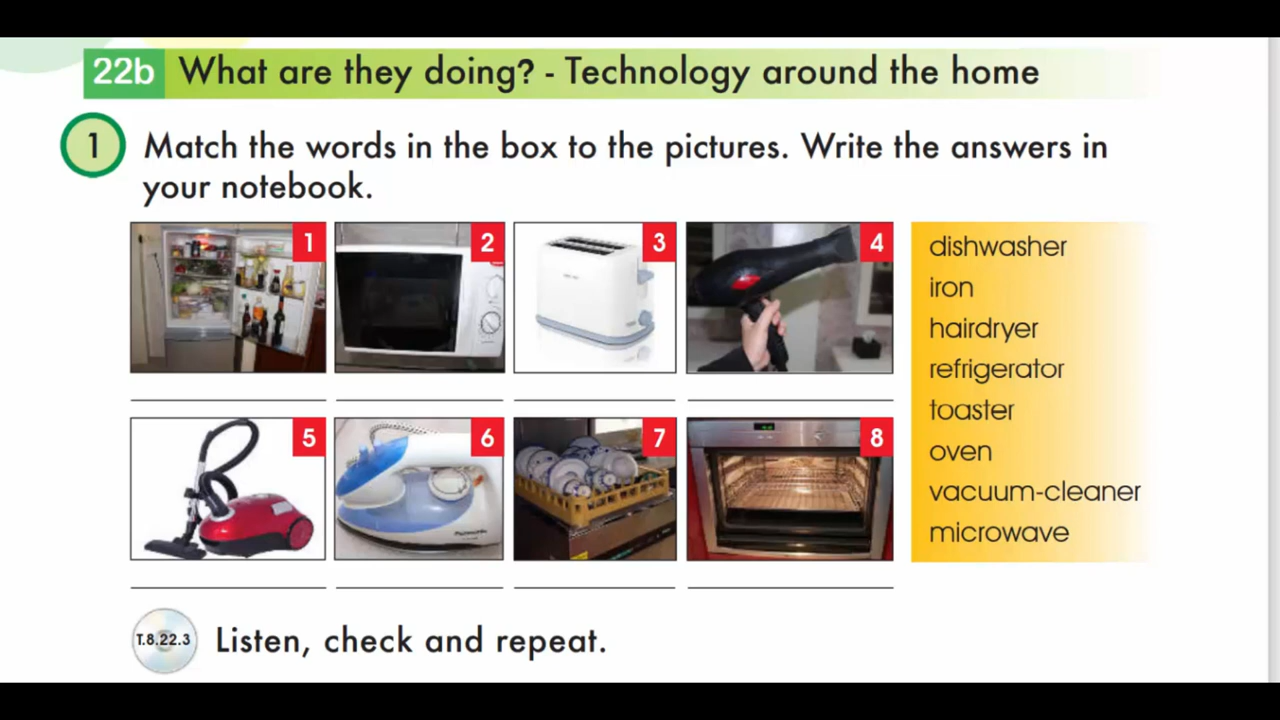 22b What are they doing? - Technology around the home
1 Match the words in the box to the pictures. Write the answers in
your notebook.
1 2 3 4
5 6 7 8
dishwasher
iron
hairdryer
refrigerator
toaster
oven
vacuum-cleaner
microwave
T.8.22.3 Listen, check and repeat.